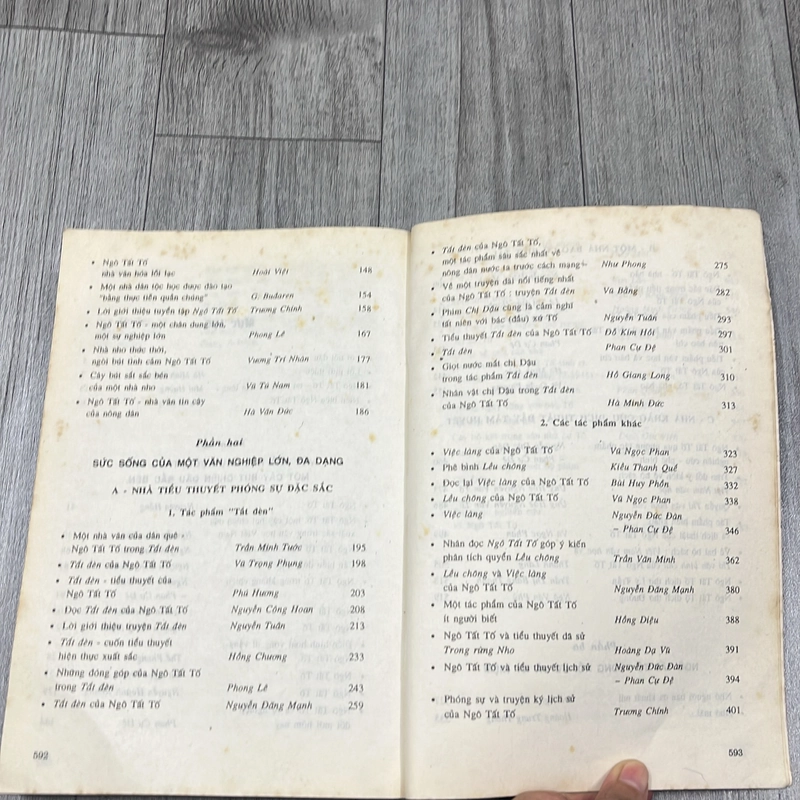 • Ngô Tất Tố
nhà văn hóa lỗi lạc Hoài Việt 148
• Một nhà dân tộc học được đào tạo
"bằng thực tiễn quần chúng" G. Budaren 154
• Lời giới thiệu tuyển tập Ngô Tất Tố Trương Chính 158
• Ngô Tất Tố - một chân dung lớn,
một sự nghiệp lớn Phong Lê 167
• Nhà nho thức thời,
ngòi bút tình cảm Ngô Tất Tố Vương Trí Nhàn 177
• Cây bút sắt sắc bén
của một nhà nho Vũ Tú Nam 181
• Ngô Tất Tố - nhà văn tin cậy
của nông dân Hà Văn Đức 186
Phần hai
SỨC SỐNG CỦA MỘT VĂN NGHIỆP LỚN, ĐA DẠNG
A - NHÀ TIỂU THUYẾT PHÓNG SỰ ĐẶC SẮC
1. Tác phẩm "Tắt đèn"
• Một nhà văn của dân quê -
Ngô Tất Tố trong Tắt đèn Trần Minh Tước 195
• Tắt đèn của Ngô Tất Tố Vũ Trọng Phụng 198
• Tắt đèn - tiểu thuyết của
Ngô Tất Tố Phú Hương 203
• Đọc Tắt đèn của Ngô Tất Tố Nguyễn Công Hoan 208
• Lời giới thiệu truyện Tắt đèn Nguyễn Tuân 213
• Tắt đèn - cuốn tiểu thuyết
hiện thực xuất sắc Hồng Chương 233
• Những đóng góp của Ngô Tất Tố
trong Tắt đèn Phong Lê 243
• Tắt đèn của Ngô Tất Tố Nguyễn Đăng Mạnh 259
592
• Tắt đèn của Ngô Tất Tố,
một tác phẩm sâu sắc nhất về
nông dân nước ta trước cách mạng Như Phong 275
• Về một truyện dài nổi tiếng nhất
của Ngô Tất Tố : truyện Tắt đèn Vũ Bằng 282
• Phim Chị Dậu cũng là cảm nghĩ
tất niên với bác (đầu) xứ Tố Nguyễn Tuân 293
• Tiểu thuyết Tắt đèn của Ngô Tất Tố Đỗ Kim Hồi 297
• Tắt đèn Phan Cự Đệ 301
• Giọt nước mắt chị Dậu
trong tác phẩm Tắt đèn Hồ Giang Long 310
• Nhân vật chị Dậu trong Tắt đèn
của Ngô Tất Tố Hà Minh Đức 313
2. Các tác phẩm khác
• Việc làng của Ngô Tất Tố Vũ Ngọc Phan 323
• Phê bình Lều chõng Kiều Thanh Quế 327
• Đọc lại Việc làng của Ngô Tất Tố Bùi Huy Phồn 332
• Lều chõng của Ngô Tất Tố Vũ Ngọc Phan 338
• Việc làng Nguyễn Đức Đàn
– Phan Cự Đệ 346
• Nhân đọc Ngô Tất Tố góp ý kiến
phân tích quyển Lều chõng Trần Văn Minh 362
• Lều chõng và Việc làng
của Ngô Tất Tố Nguyễn Đăng Mạnh 380
• Một tác phẩm của Ngô Tất Tố
ít người biết Hồng Diệu 388
• Ngô Tất Tố và tiểu thuyết dã sử
Trong rừng Nho Hoàng Dạ Vũ 391
• Ngô Tất Tố và tiểu thuyết lịch sử Nguyễn Đức Đàn
– Phan Cự Đệ 394
• Phóng sự và truyện ký lịch sử
của Ngô Tất Tố Trương Chính 401
593